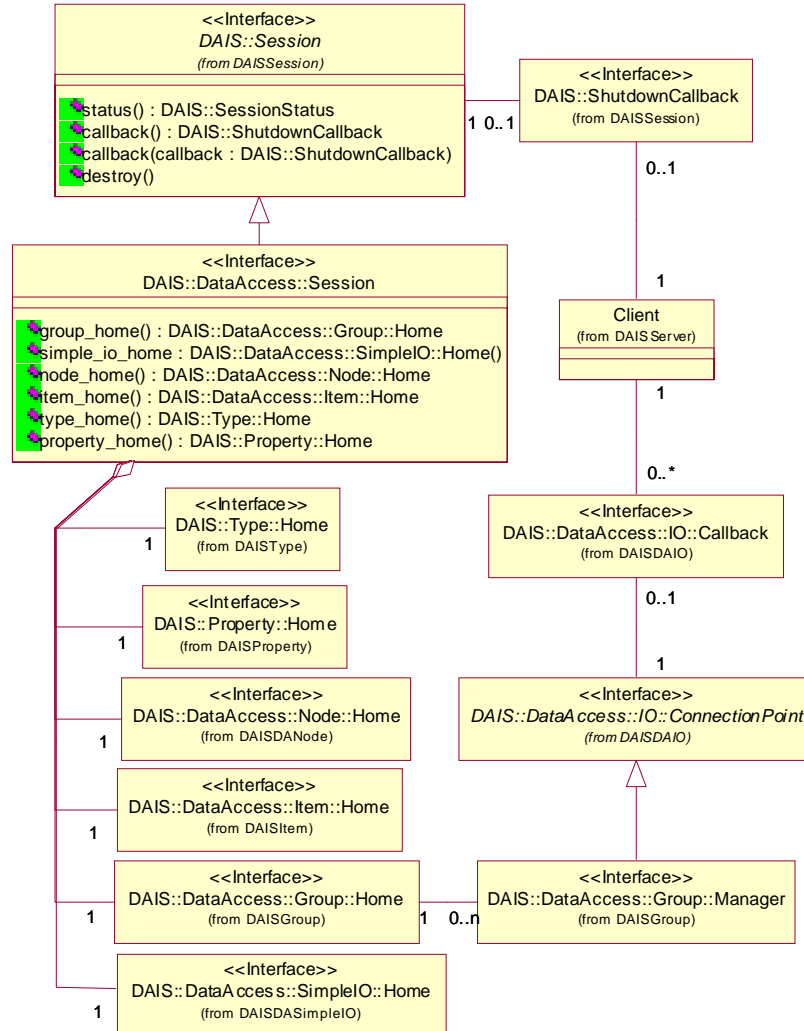 <<Interface>>
DAIS::Session
(from DAISSession)
status() : DAIS::SessionStatus
callback() : DAIS::ShutdownCallback
callback(callback : DAIS::ShutdownCallback)
destroy()
1 0..1
<<Interface>>
DAIS::ShutdownCallback
(from DAISSession)
0..1
1
<<Interface>>
DAIS::DataAccess::Session
group_home() : DAIS::DataAccess::Group::Home
simple_io_home : DAIS::DataAccess::SimpleIO::Home()
node_home() : DAIS::DataAccess::Node::Home
item_home() : DAIS::DataAccess::Item::Home
type_home() : DAIS::Type::Home
property_home() : DAIS::Property::Home
Client
(from DAISServer)
1
0..*
<<Interface>>
DAIS::Type::Home
(from DAISType)
1
<<Interface>>
DAIS::DataAccess::IO::Callback
(from DAISDAIO)
0..1
1
<<Interface>>
DAIS::Property::Home
(from DAISProperty)
1
<<Interface>>
DAIS::DataAccess::Node::Home
(from DAISDANode)
1
<<Interface>>
DAIS::DataAccess::IO::ConnectionPoint
(from DAISDAIO)
<<Interface>>
DAIS::DataAccess::Item::Home
(from DAISItem)
1
<<Interface>>
DAIS::DataAccess::Group::Home
(from DAISGroup)
1
1 0..n
<<Interface>>
DAIS::DataAccess::Group::Manager
(from DAISGroup)
<<Interface>>
DAIS::DataAccess::SimpleIO::Home
(from DAISDASimpleIO)
1